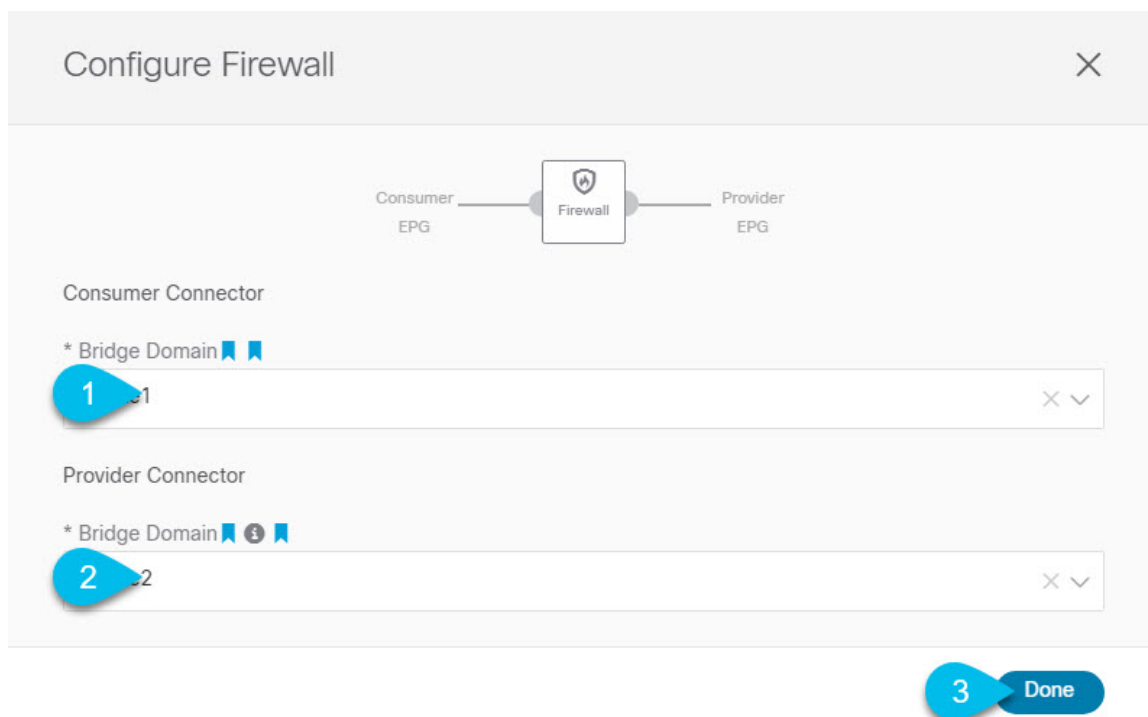 Configure Firewall
Consumer
EPG
Firewall
Provider
EPG
Consumer Connector
* Bridge Domain
1
Provider Connector
* Bridge Domain
2
3
Done